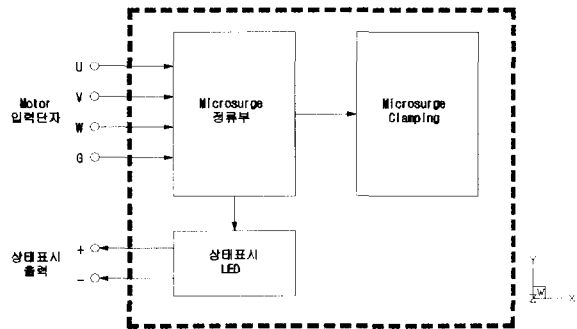 U
V
W
G
Motor
입력단자
Microsurge
정류부
Microsurge
Clamping
상태표시
LED
+
-
상태표시
출력
Y
W
Z
X